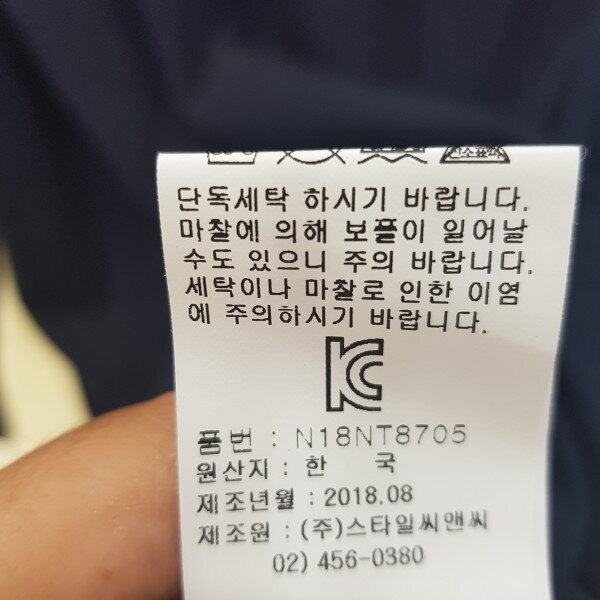 단독세탁 하시기 바랍니다.
마찰에 의해 보플이 일어날
수도 있으니 주의 바랍니다.
세탁이나 마찰로 인한 이염
에 주의하시기 바랍니다.
KC
품번 : N18NT8705
원산지 : 한 국
제조년월 : 2018.08
제조원 : (주)스타일씨앤씨
02) 456-0380